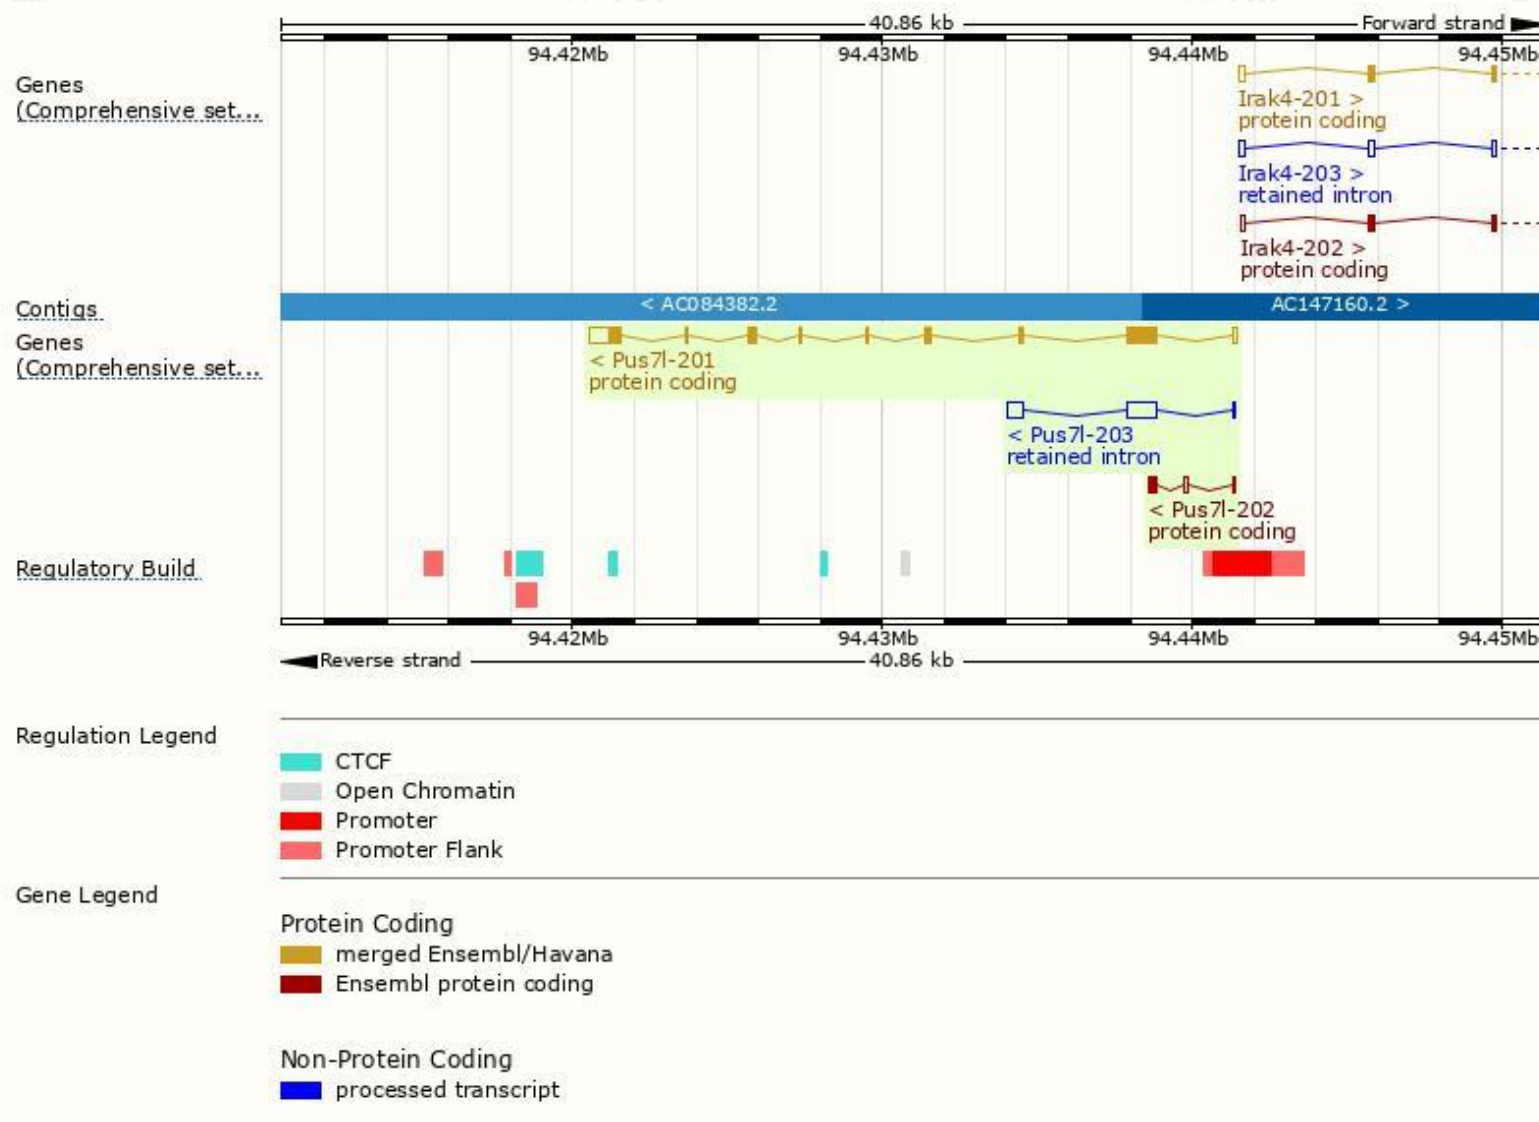 40.86 kb Forward strand
94.42Mb 94.43Mb 94.44Mb 94.45Mb
Genes
(Comprehensive set...
Irak4-201 >
protein coding
Irak4-203 >
retained intron
Irak4-202 >
protein coding
Contigs < AC084382.2 AC147160.2 >
Genes
(Comprehensive set...
< Pus7l-201
protein coding
< Pus7l-203
retained intron
< Pus7l-202
protein coding
Regulatory Build
94.42Mb 94.43Mb 94.44Mb 94.45Mb
Reverse strand 40.86 kb
Regulation Legend
CTCF
Open Chromatin
Promoter
Promoter Flank
Gene Legend
Protein Coding
merged Ensembl/Havana
Ensembl protein coding
Non-Protein Coding
processed transcript